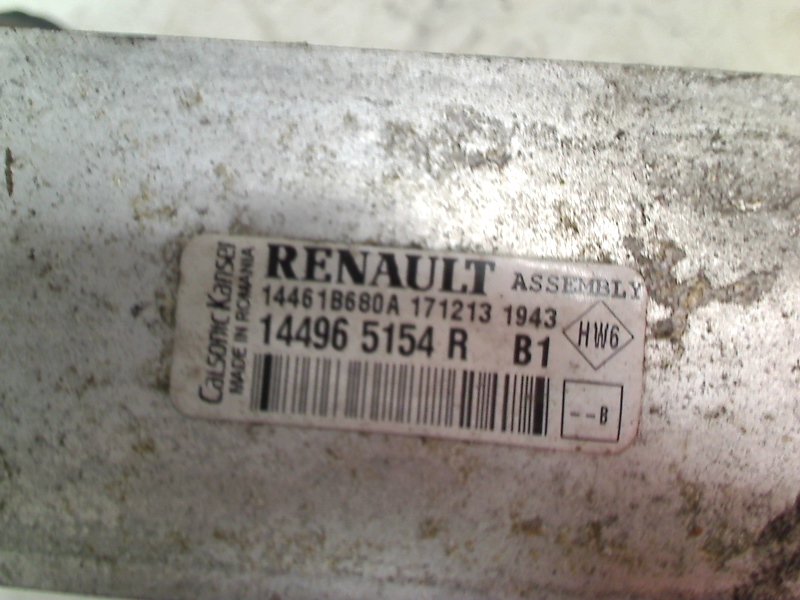 Calsonic Kansei
MADE IN ROMANIA
RENAULT ASSEMBLY
14461B680A 171213 1943
14496 5154 R B1
HW6
--B